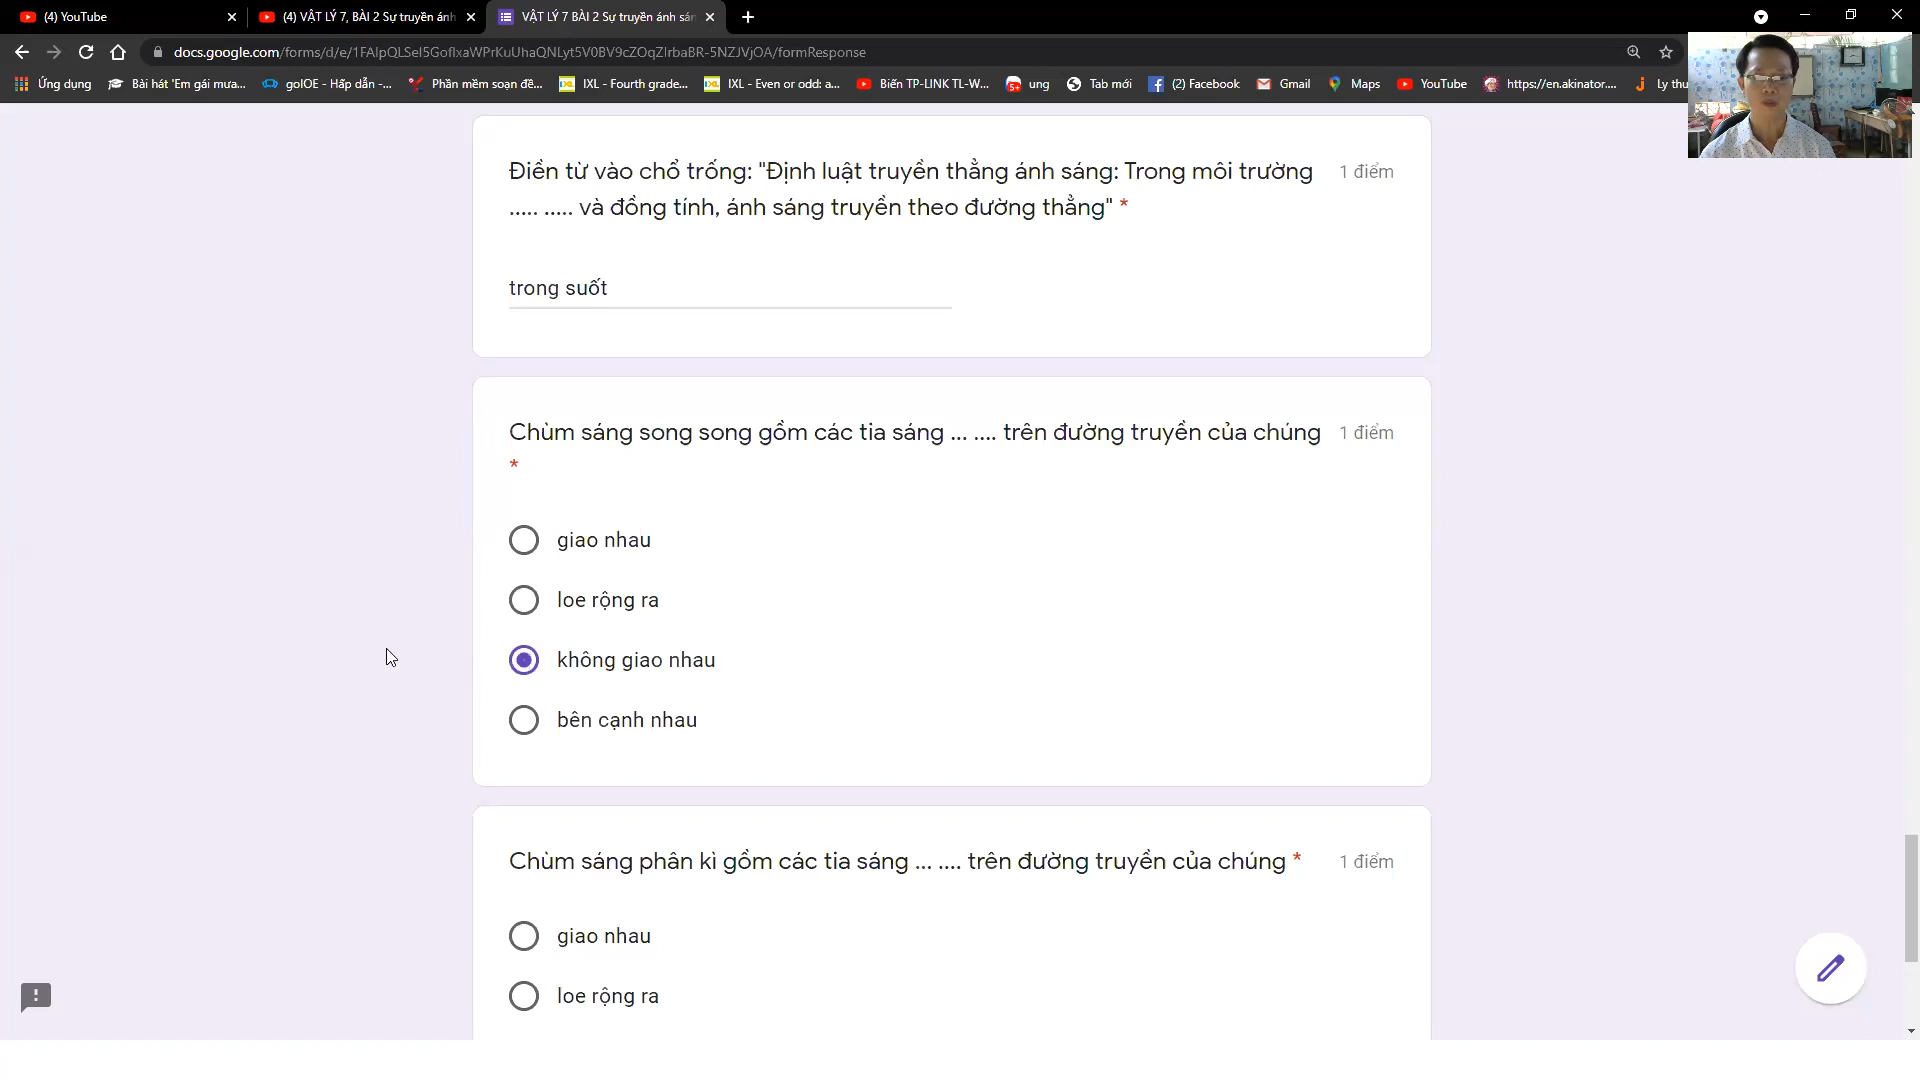 (4) YouTube
(4) VẬT LÝ 7, BÀI 2 Sự truyền ánh
VẬT LÝ 7 BÀI 2 Sự truyền ánh sán
docs.google.com/forms/d/e/1FAIpQLSeI5GofIxaWPrKuUhaQNLyt5V0BV9cZOqZIrbaBR-5NZJVjOA/formResponse
Ứng dụng
Bài hát 'Em gái mưa...
goIOE - Hấp dẫn -...
Phần mềm soạn đề...
IXL - Fourth grade...
IXL - Even or odd: a...
Biến TP-LINK TL-W...
ung
Tab mới
(2) Facebook
Gmail
Maps
YouTube
https://en.akinator....
Ly thu
Điền từ vào chổ trống: "Định luật truyền thẳng ánh sáng: Trong môi trường
1 điểm
..... ..... và đồng tính, ánh sáng truyền theo đường thẳng" *
trong suốt
Chùm sáng song song gồm các tia sáng ... .... trên đường truyền của chúng
1 điểm
*
giao nhau
loe rộng ra
không giao nhau
bên cạnh nhau
Chùm sáng phân kì gồm các tia sáng ... .... trên đường truyền của chúng *
1 điểm
giao nhau
loe rộng ra